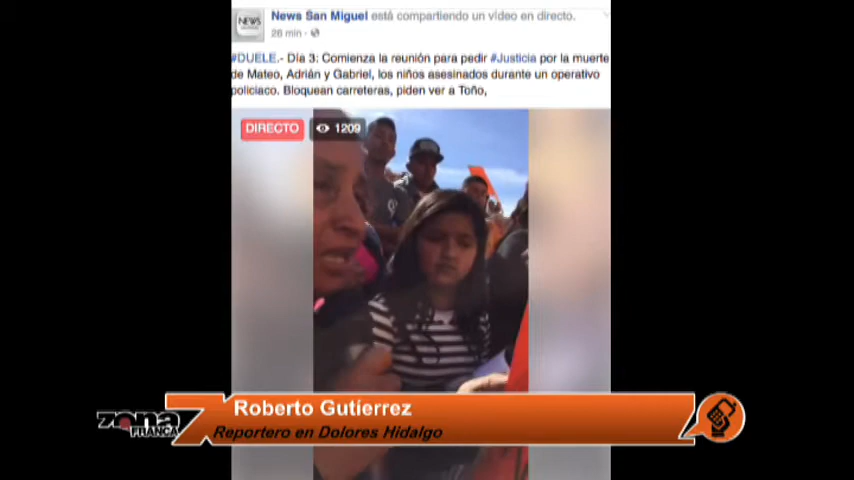 NEWS
News San Miguel está compartiendo un vídeo en directo.
26 min ·
#DUELE.- Día 3: Comienza la reunión para pedir #Justicia por la muerte
de Mateo, Adrián y Gabriel, los niños asesinados durante un operativo
policiaco. Bloquean carreteras, piden ver a Toño,
DIRECTO 1209
Roberto Gutíerrez
Reportero en Dolores Hidalgo
zona
FRANCA